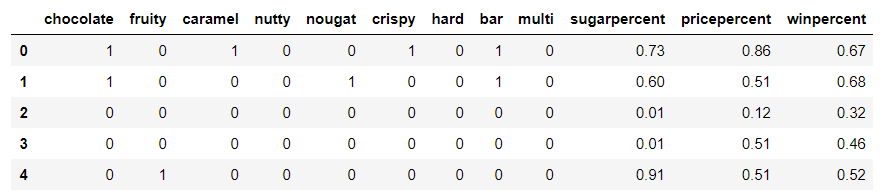 chocolate fruity caramel nutty nougat crispy hard bar multi sugarpercent pricepercent winpercent
0 1 0 1 0 0 1 0 1 0 0.73 0.86 0.67
1 1 0 0 0 1 0 0 1 0 0.60 0.51 0.68
2 0 0 0 0 0 0 0 0 0 0.01 0.12 0.32
3 0 0 0 0 0 0 0 0 0 0.01 0.51 0.46
4 0 1 0 0 0 0 0 0 0 0.91 0.51 0.52